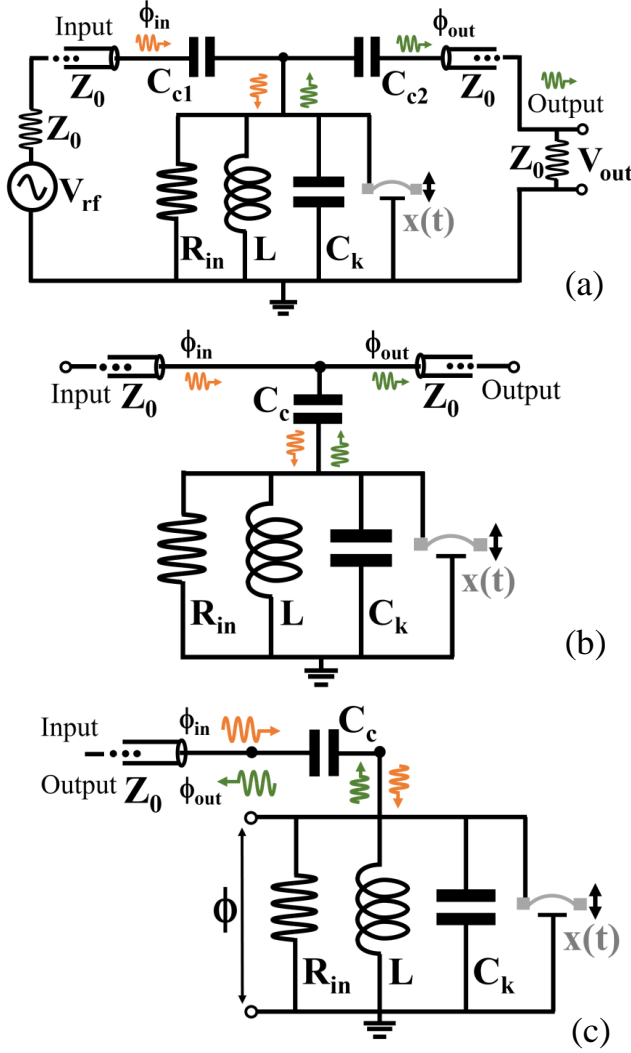 Input
ϕin
ϕout
Z0
Cc1
Cc2
Z0
Output
Z0
Z0
Vout
Vrf
x(t)
Rin
L
Ck
(a)
ϕin
ϕout
Input
Z0
Cc
Z0
Output
x(t)
Rin
L
Ck
(b)
Input
ϕin
Cc
Output
Z0
ϕout
ϕ
x(t)
Rin
L
Ck
(c)